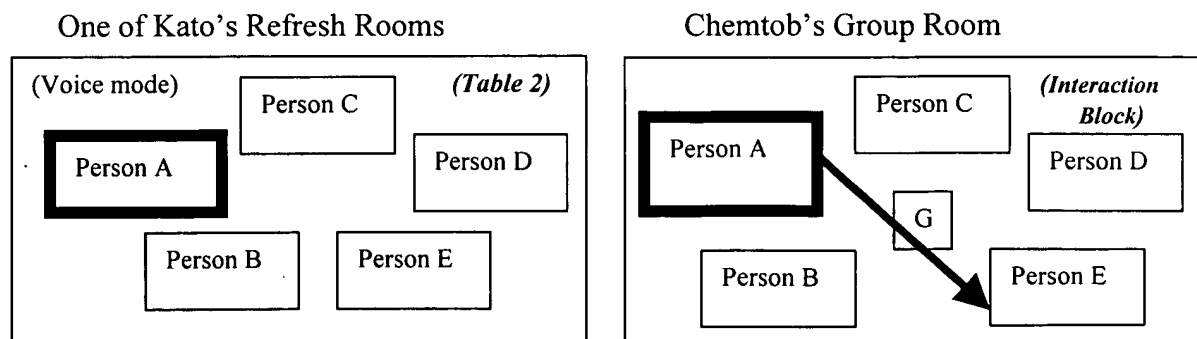 One of Kato's Refresh Rooms
(Voice mode)
(Table 2)
Person C
Person A
Person D
Person B
Person E
Chemtob's Group Room
Person C
(Interaction
Block)
Person A
Person D
G
Person B
Person E